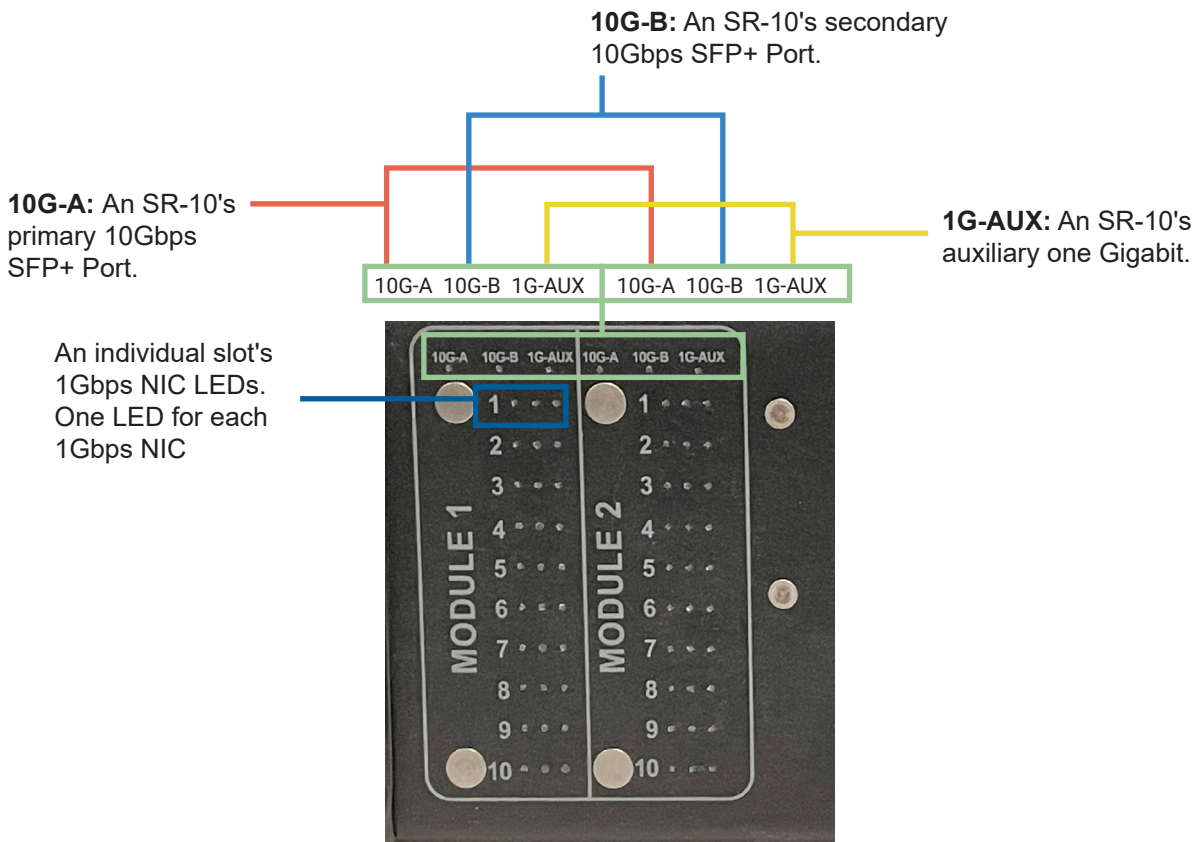 10G-B: An SR-10's secondary
10Gbps SFP+ Port.
10G-A: An SR-10's
primary 10Gbps
SFP+ Port.
1G-AUX: An SR-10's
auxiliary one Gigabit.
10G-A 10G-B 1G-AUX 10G-A 10G-B 1G-AUX
An individual slot's
1Gbps NIC LEDs.
One LED for each
1Gbps NIC
10G-A 10G-B 1G-AUX 10G-A 10G-B 1G-AUX
MODULE 1
1
2
3
4
5
6
7
8
9
10
MODULE 2
1
2
3
4
5
6
7
8
9
10